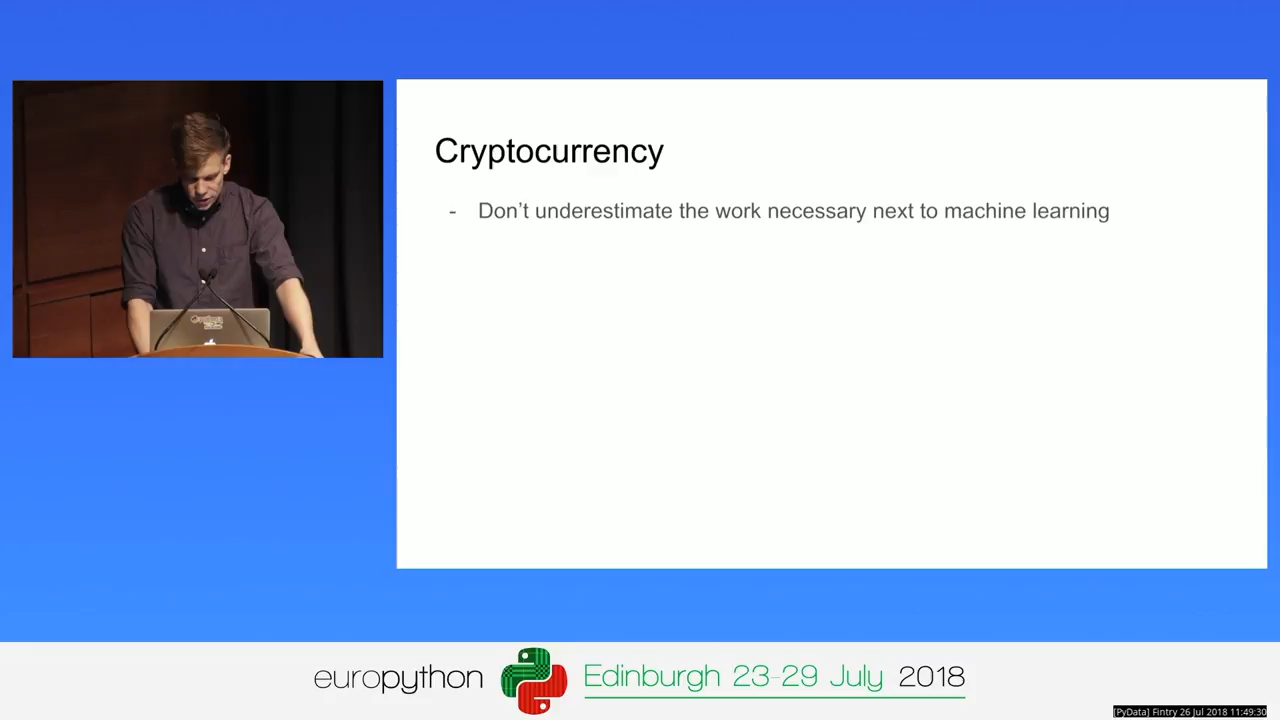 Cryptocurrency
- Don't underestimate the work necessary next to machine learning
europython Edinburgh 23-29 July 2018
[PyData] Fintry 26 Jul 2018 11:49:30